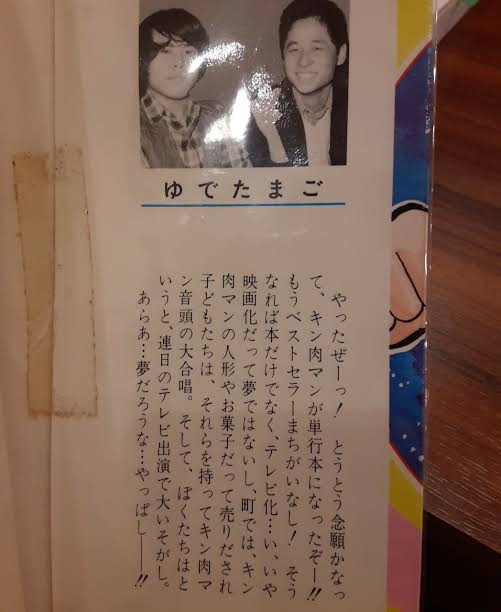 ゆでたまご
やったぜーっ! とうとう念願かなっ
て、キン肉マンが単行本になったぞー!!
もうベストセラーまちがいなし! そう
なれば本だけでなく、テレビ化…い、いや
映画化だって夢ではないし、町では、キン
肉マンの人形やお菓子だって売りだされ
子どもたちは、それらを持ってキン肉マ
ン音頭の大合唱。そして、ぼくたちはと
いうと、連日のテレビ出演で大いそがし。
あらあ…夢だろうな…やっぱし——!!